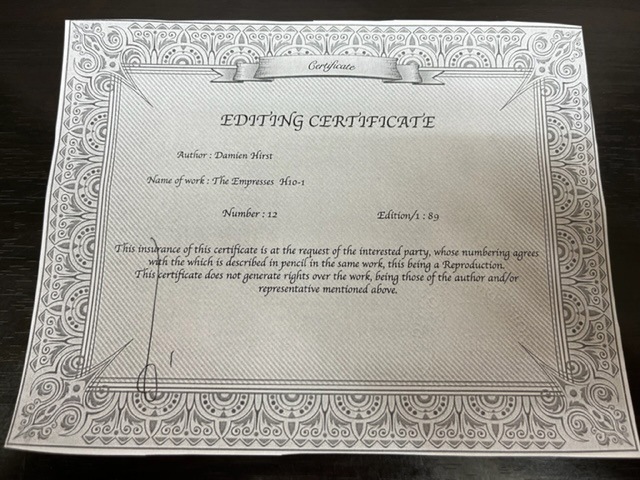 Certificate
EDITING CERTIFICATE
Author : Damien Hirst
Name of work : The Empresses H10-1
Number : 12 Edition/1 : 89
This insurance of this certificate is at the request of the interested party, whose numbering agrees
with the which is described in pencil in the same work, this being a Reproduction.
This certificate does not generate rights over the work, being those of the author and/or
representative mentioned above.